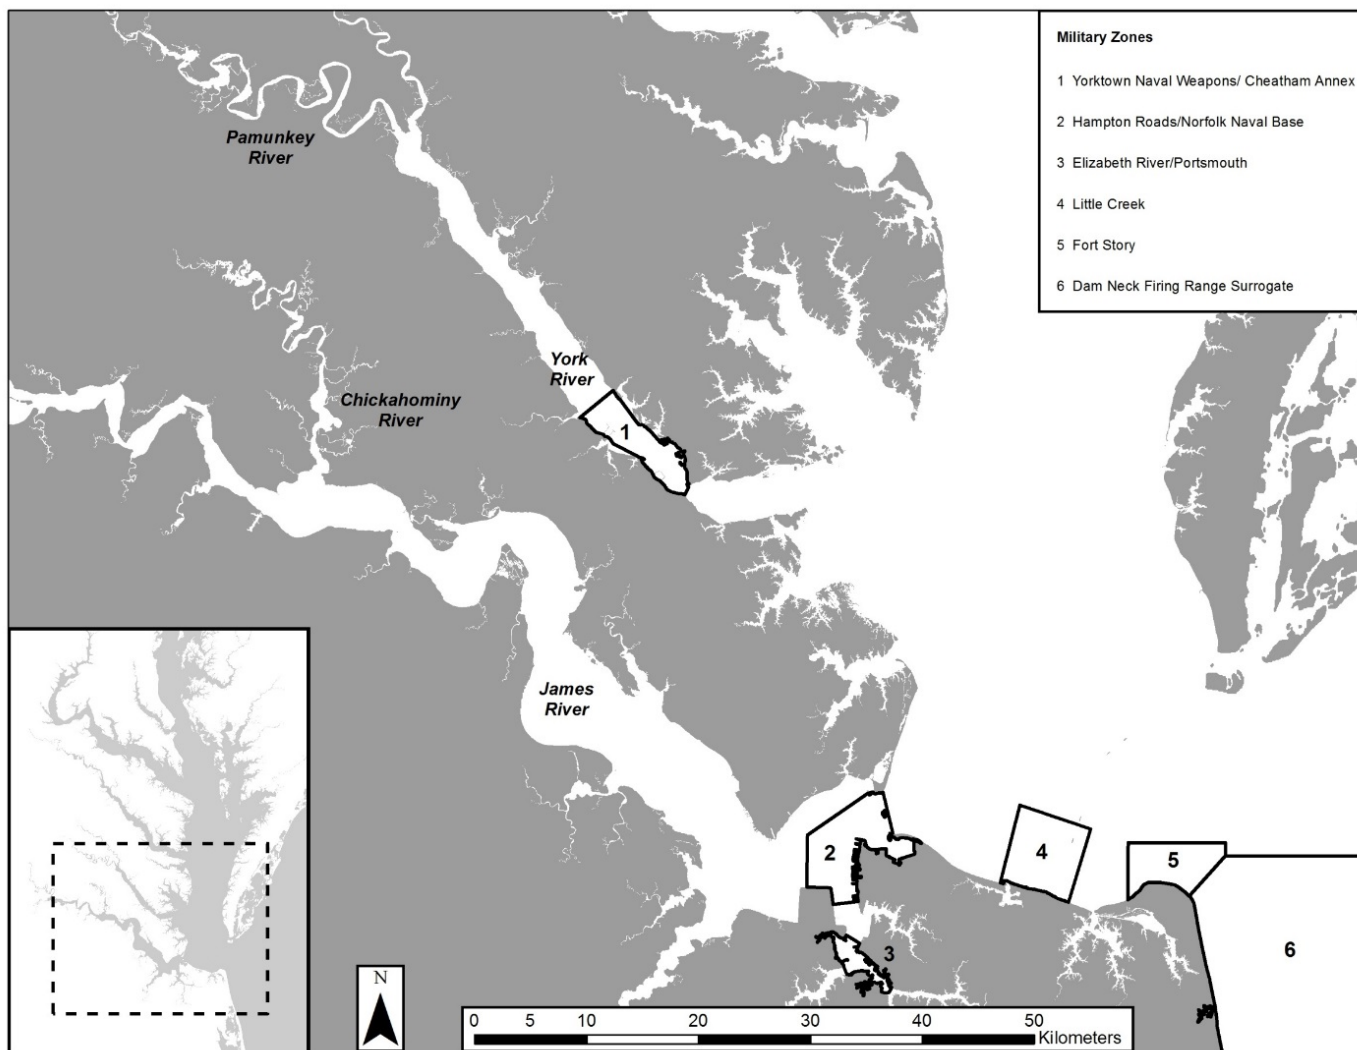 Military Zones
1 Yorktown Naval Weapons/ Cheatham Annex
2 Hampton Roads/Norfolk Naval Base
3 Elizabeth River/Portsmouth
4 Little Creek
5 Fort Story
6 Dam Neck Firing Range Surrogate
Pamunkey
River
York
River
Chickahominy
River
1
James
River
2
4
5
3
6
N
0 5 10 20 30 40 50
Kilometers